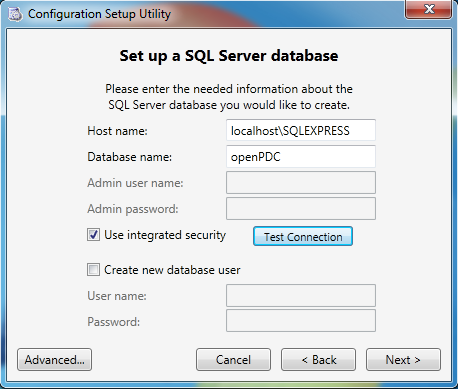 Configuration Setup Utility
Set up a SQL Server database
Please enter the needed information about the
SQL Server database you would like to create.
Host name: localhost\SQLEXPRESS
Database name: openPDC
Admin user name:
Admin password:
Use integrated security Test Connection
Create new database user
User name:
Password:
Advanced... Cancel < Back Next >